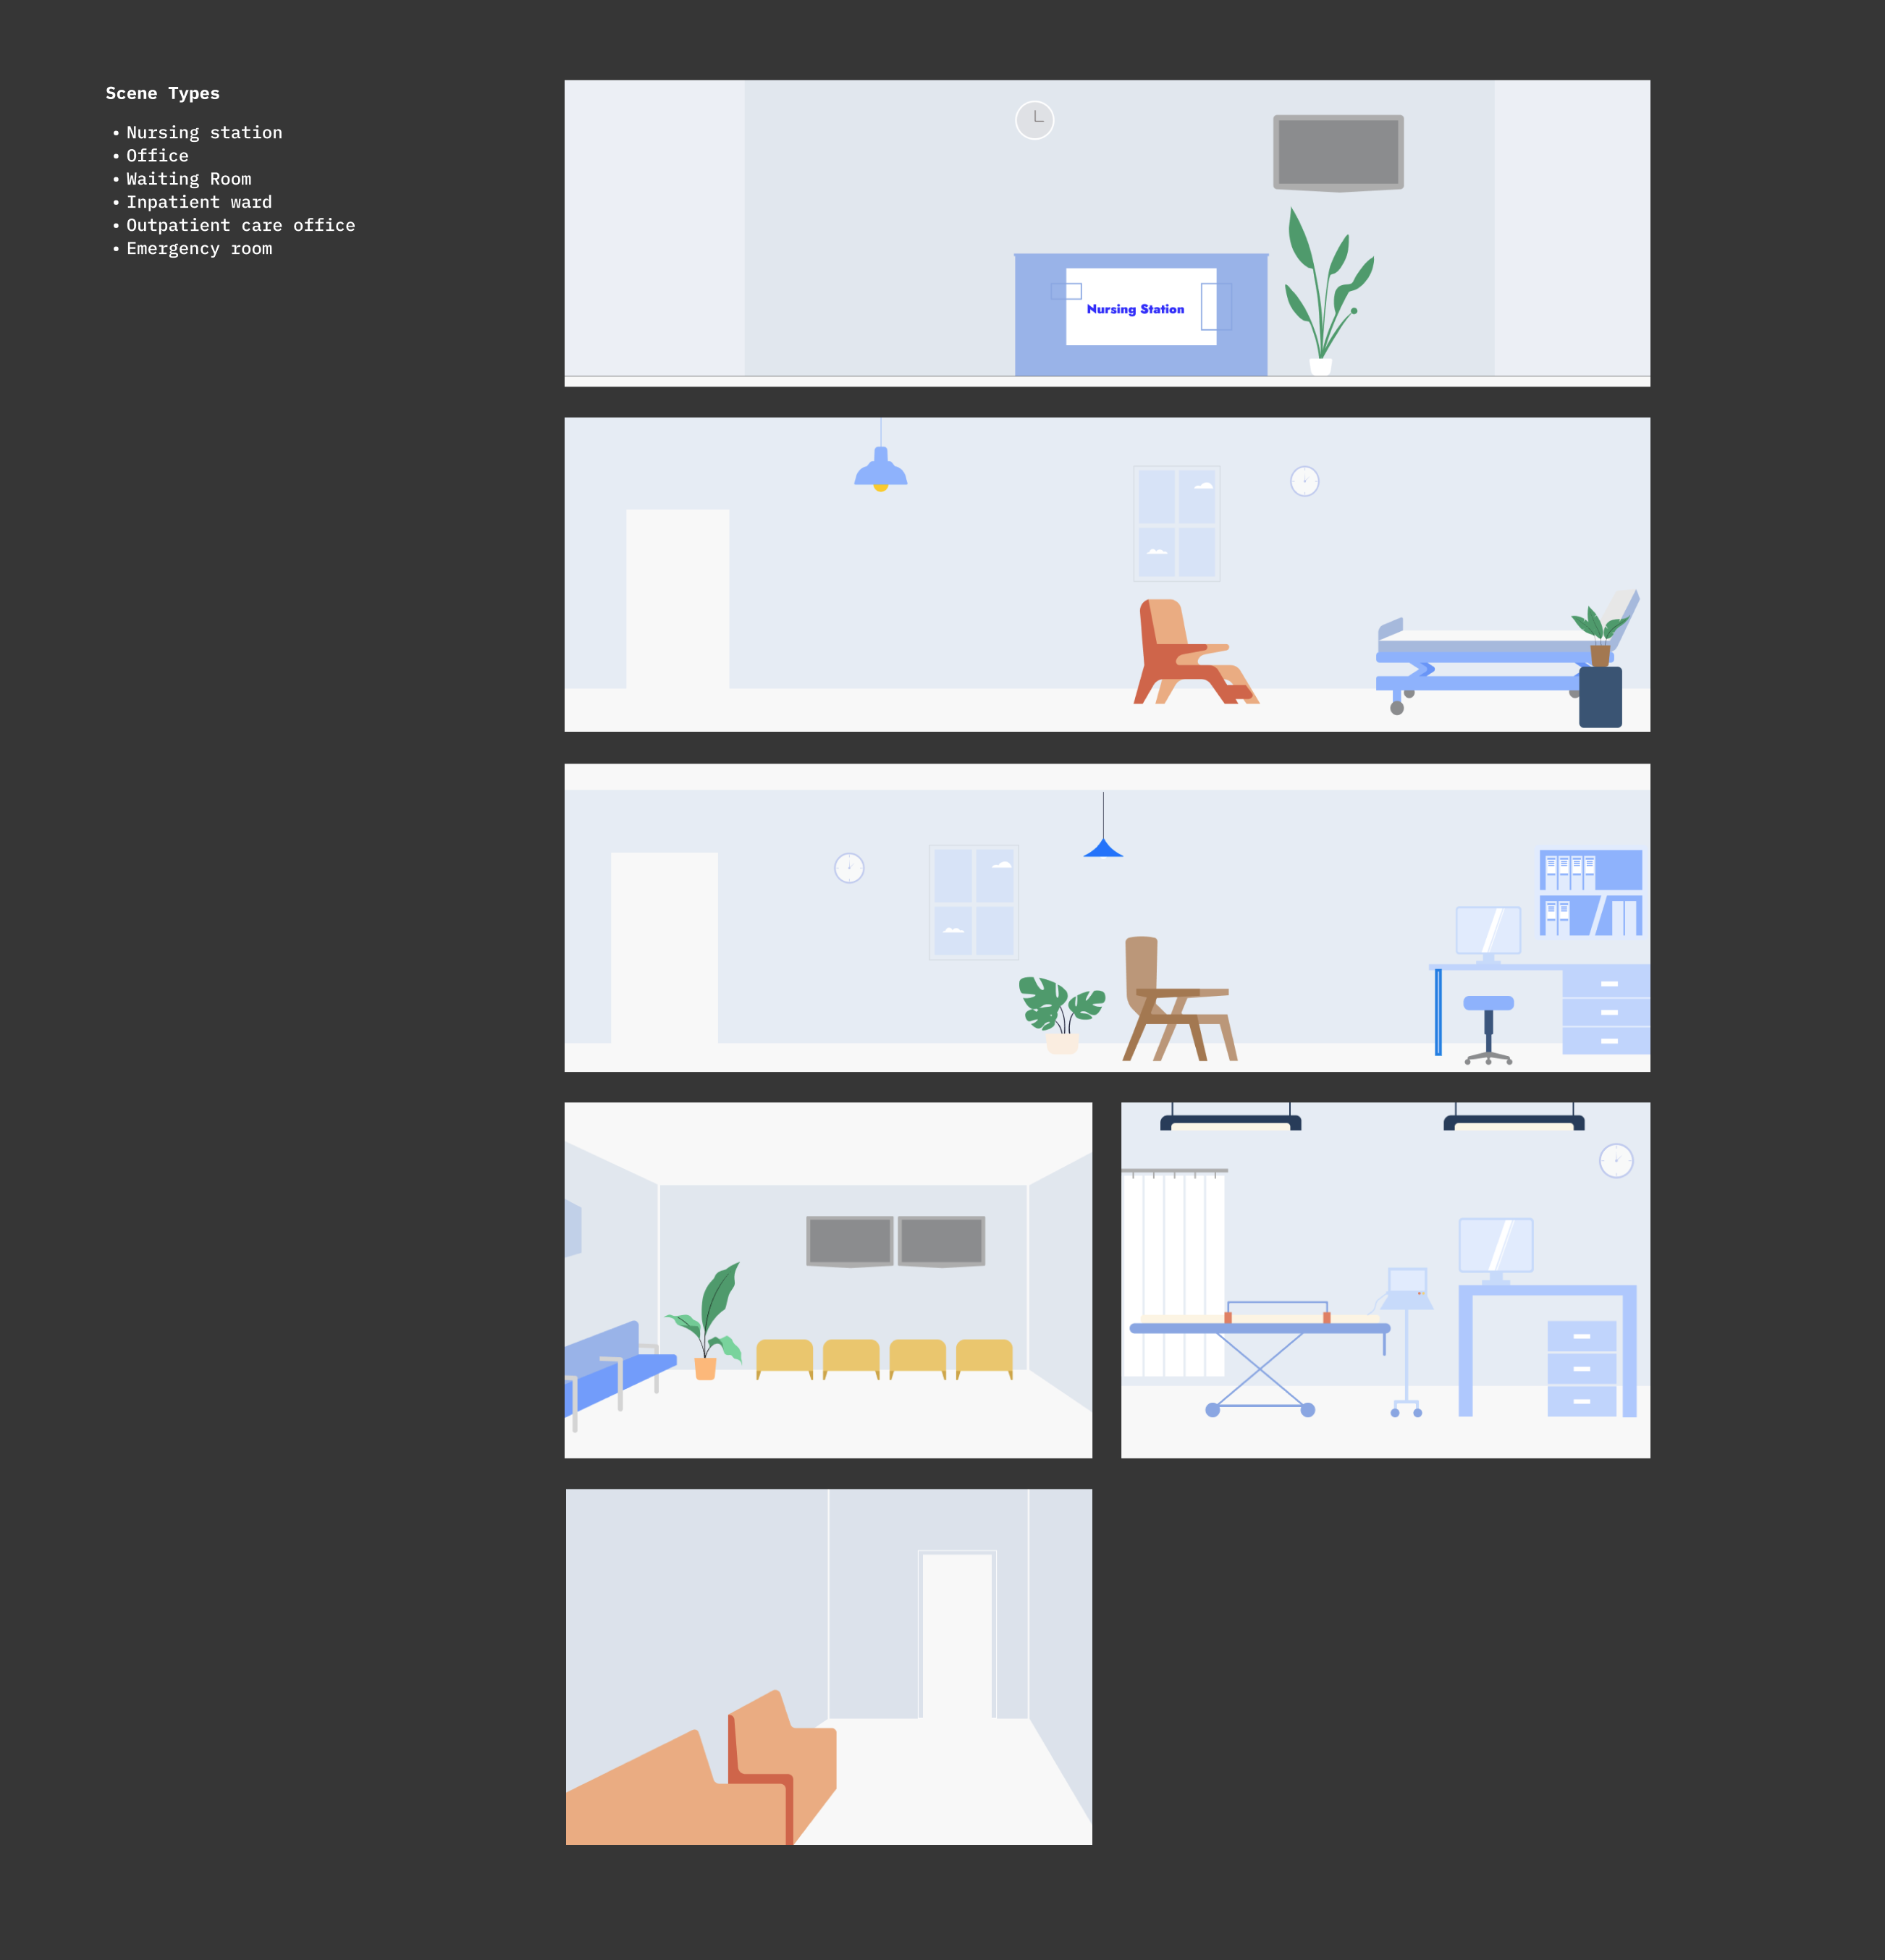 Scene Types
• Nursing station
• Office
• Waiting Room
• Inpatient ward
• Outpatient care office
• Emergency room
Nursing Station